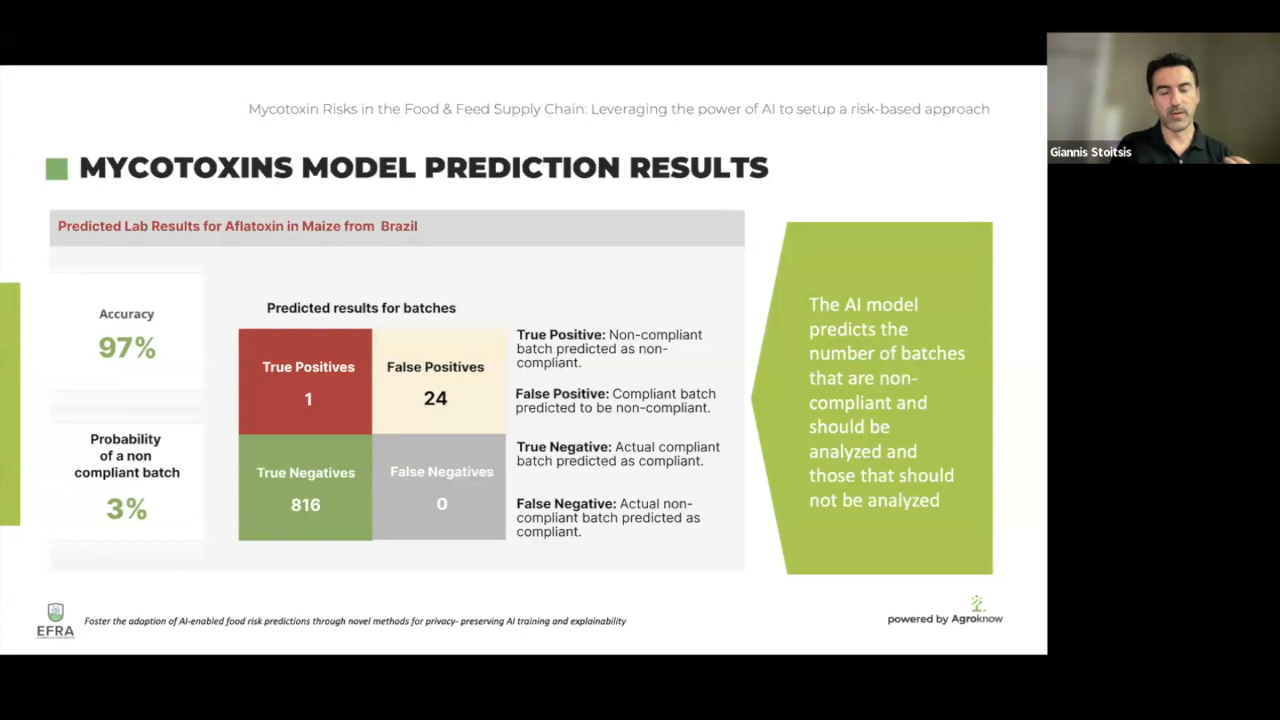 Mycotoxin Risks in the Food & Feed Supply Chain: Leveraging the power of AI to setup a risk-based approach
MYCOTOXINS MODEL PREDICTION RESULTS
Predicted Lab Results for Aflatoxin in Maize from Brazil
Accuracy
97%
Probability
of a non
compliant batch
3%
Predicted results for batches
True Positives
1
False Positives
24
True Negatives
816
False Negatives
0
True Positive: Non-compliant
batch predicted as non-
compliant.
False Positive: Compliant batch
predicted to be non-compliant.
True Negative: Actual compliant
batch predicted as compliant.
False Negative: Actual non-
compliant batch predicted as
compliant.
The AI model
predicts the
number of batches
that are non-
compliant and
should be
analyzed and
those that should
not be analyzed
EFRA
Foster the adoption of AI-enabled food risk predictions through novel methods for privacy- preserving AI training and explainability
powered by Agroknow
Giannis Stoitsis